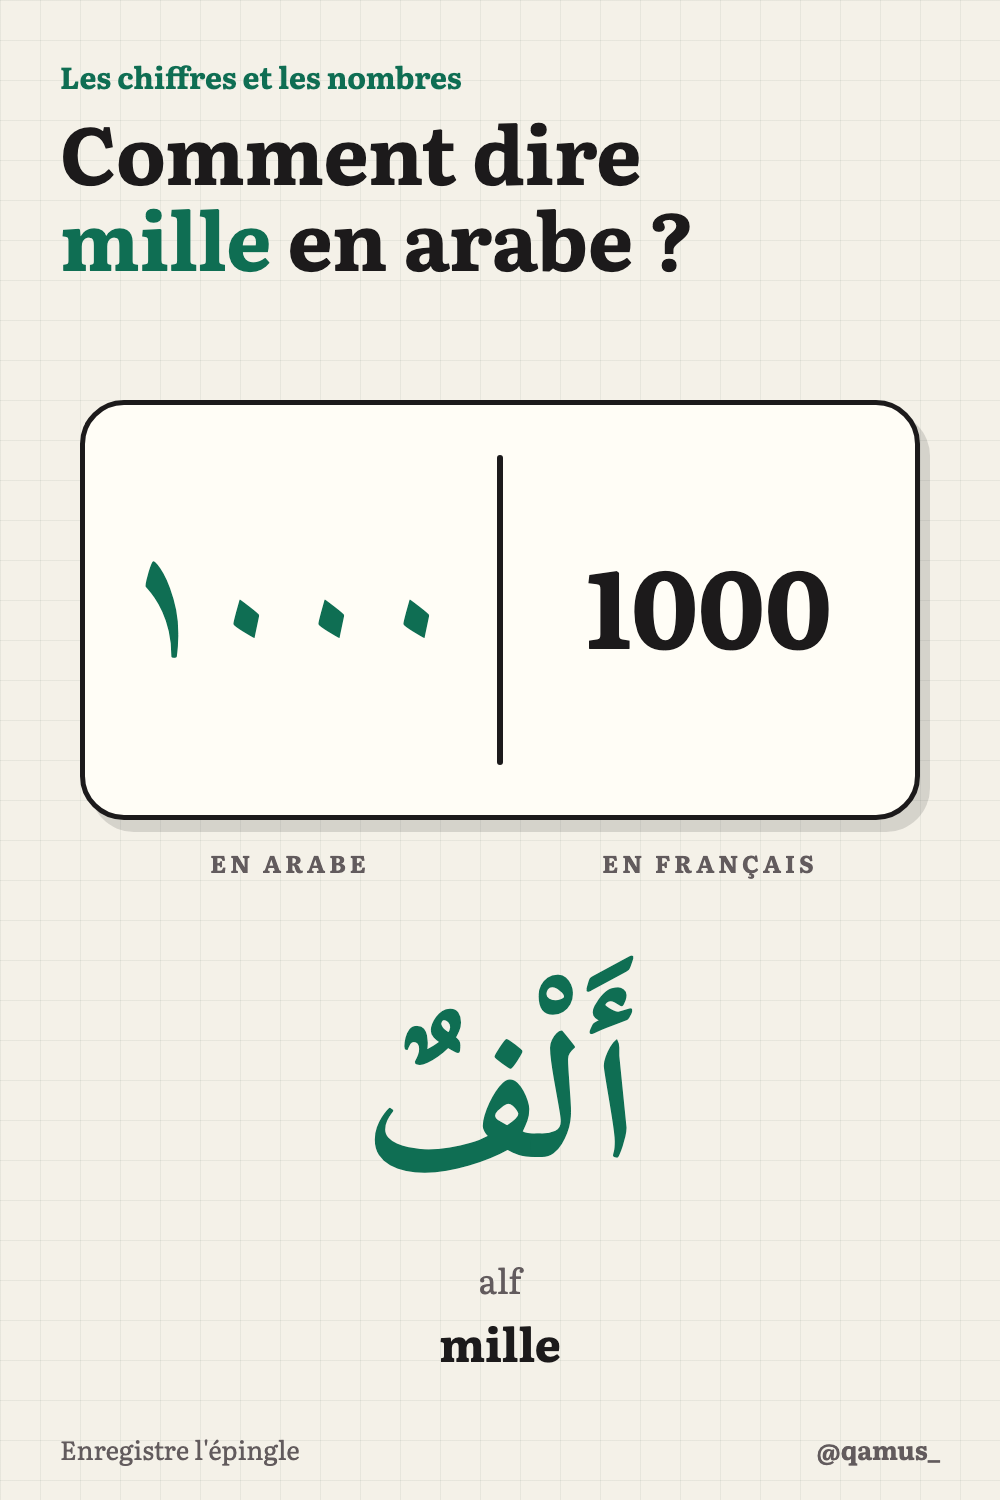 Les chiffres et les nombres
Comment dire
mille en arabe ?
١٠٠٠
1000
EN ARABE
EN FRANÇAIS
أَلْفٌ
alf
mille
Enregistre l'épingle
@qamus_